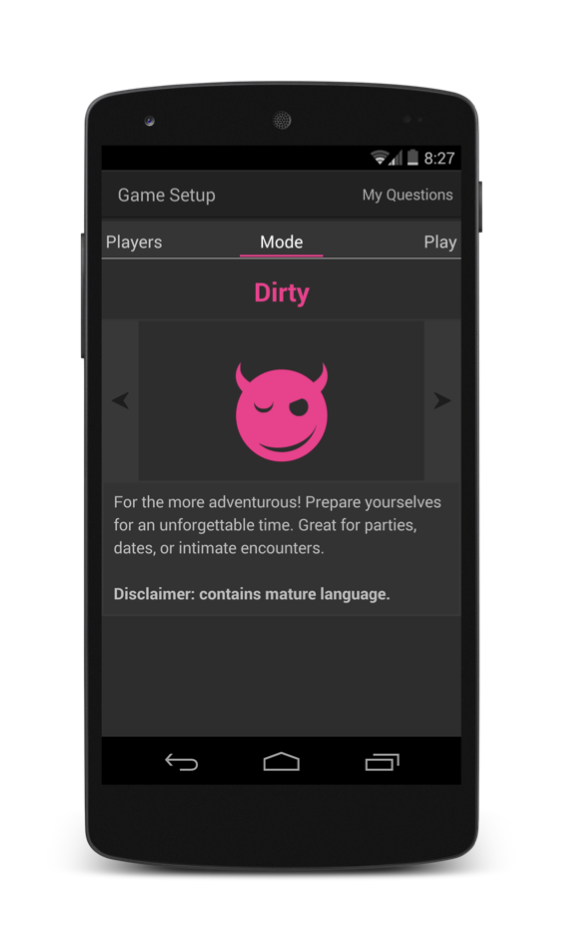 8:27
Game Setup
My Questions
Players
Mode
Play
Dirty
For the more adventurous! Prepare yourselves
for an unforgettable time. Great for parties,
dates, or intimate encounters.
Disclaimer: contains mature language.